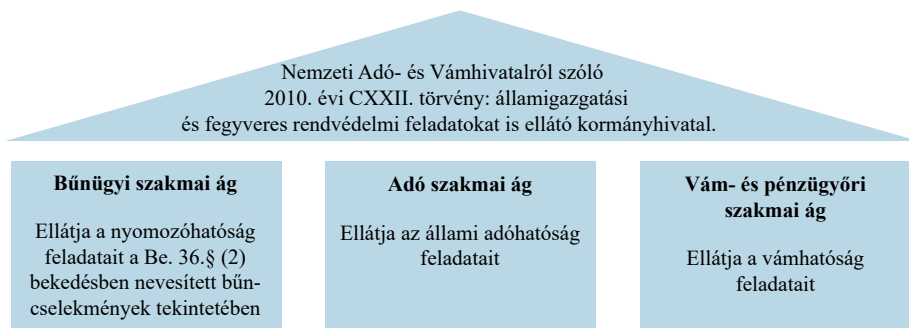 Nemzeti Adó- és Vámhivatalról szóló
2010. évi CXXII. törvény: államigazgatási
és fegyveres rendvédelmi feladatokat is ellátó kormányhivatal.
Bűnügyi szakmai ág
Ellátja a nyomozóhatóság
feladatait a Be. 36.§ (2)
bekedésben nevesített bűn-
cselekmények tekintetében
Adó szakmai ág
Ellátja az állami adóhatóság
feladatait
Vám- és pénzügyőri
szakmai ág
Ellátja a vámhatóság
feladatait